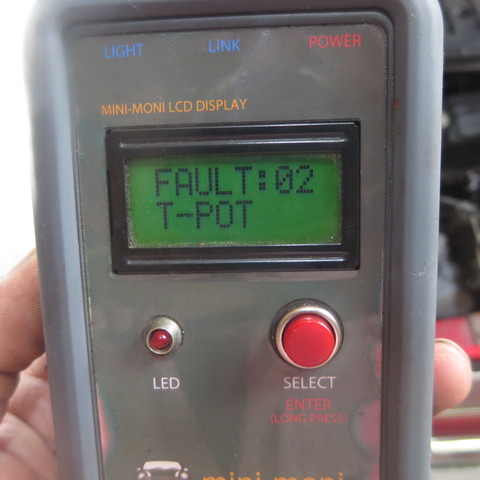 LIGHT LINK POWER
MINI-MONI LCD DISPLAY
FAULT:02
T-POT
LED SELECT
ENTER
(LONG PRESS)
mini-moni